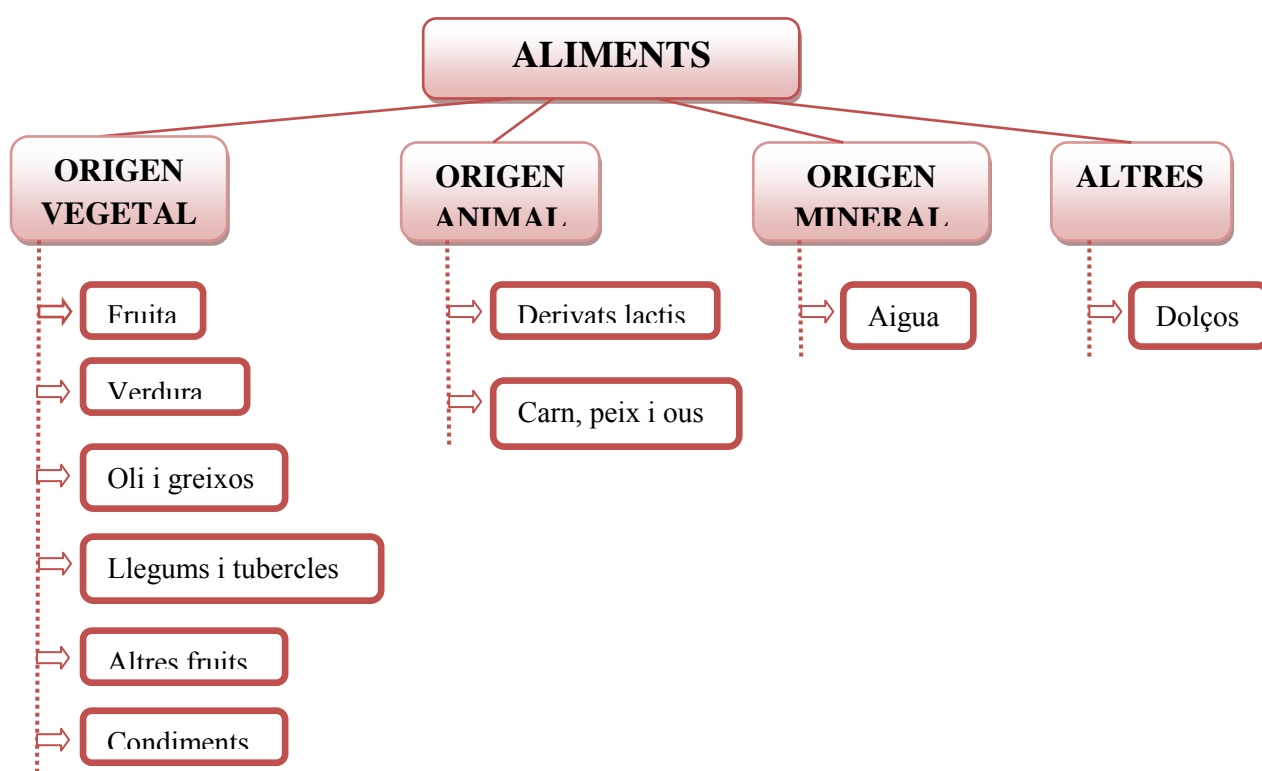 ALIMENTS
ORIGEN
VEGETAL
ORIGEN
ANIMAL
ORIGEN
MINERAL
ALTRES
Fruita
Verdura
Oli i greixos
Llegums i tubercles
Altres fruits
Condiments
Derivats lactis
Carn, peix i ous
Aigua
Dolços